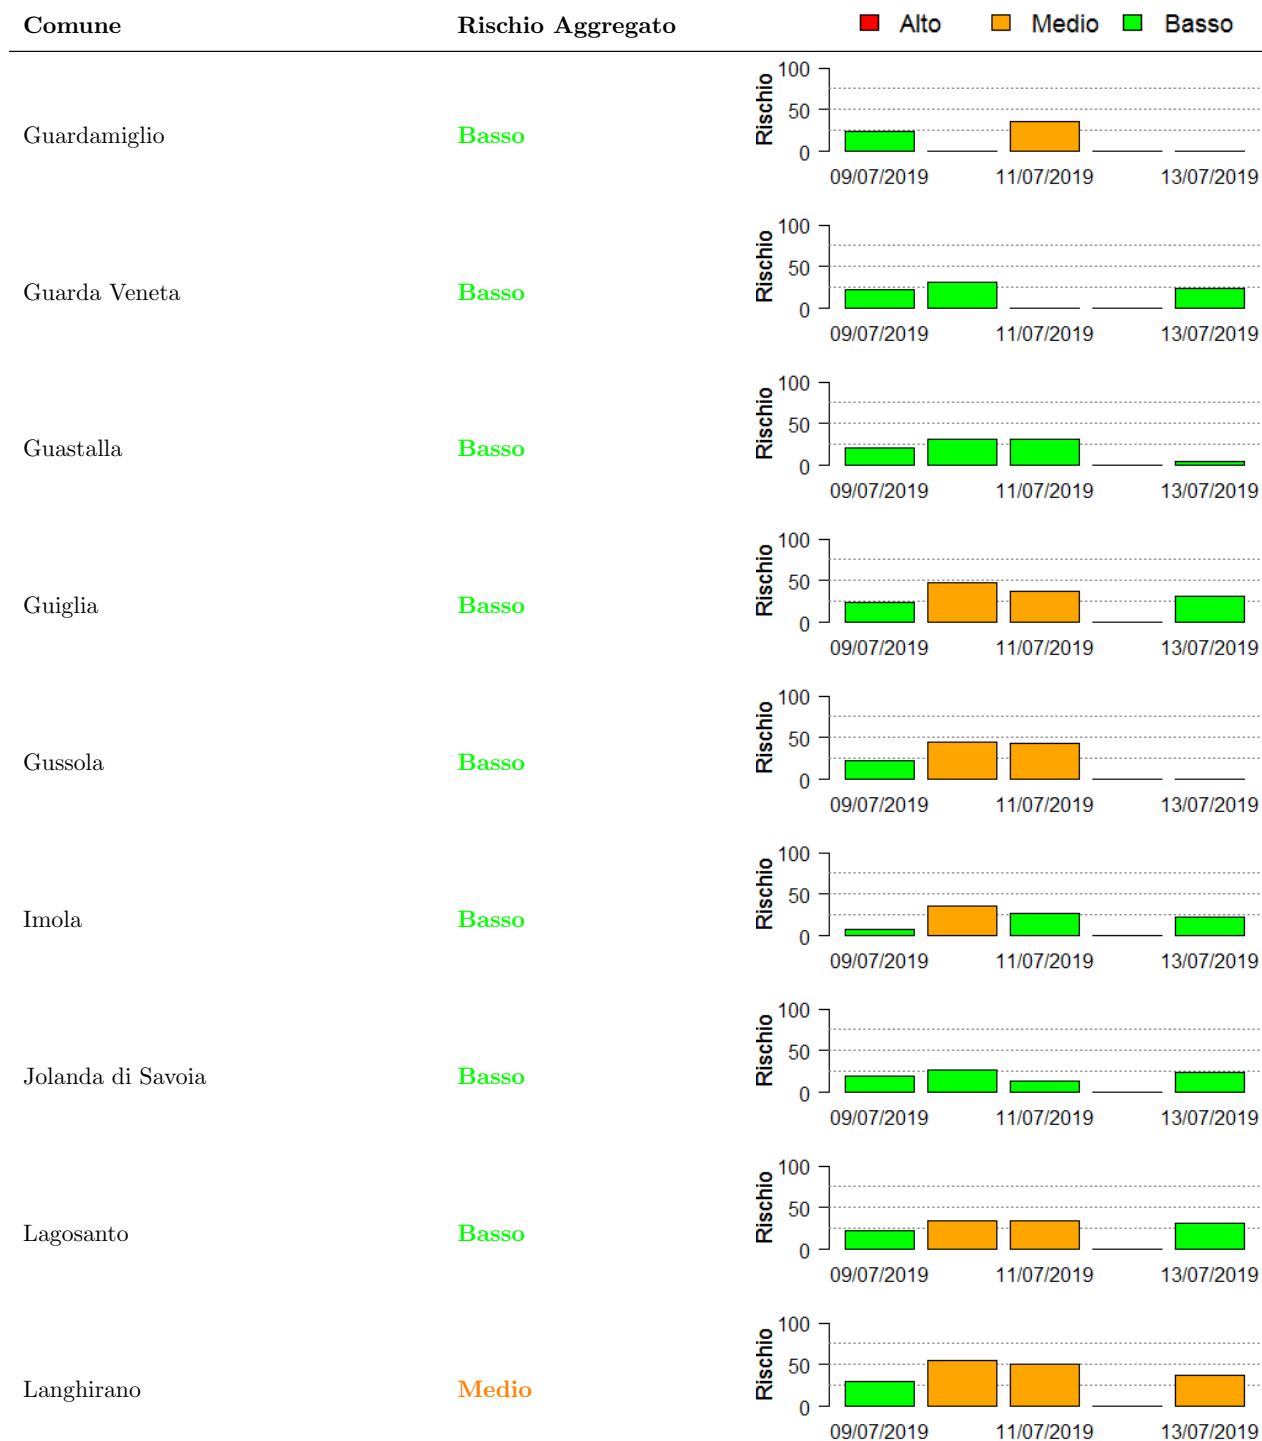 Comune Rischio Aggregato Alto Medio Basso
100
50
0
Rischio
Guardamiglio Basso
09/07/2019 11/07/2019 13/07/2019
100
50
0
Rischio
Guarda Veneta Basso
09/07/2019 11/07/2019 13/07/2019
100
50
0
Rischio
Guastalla Basso
09/07/2019 11/07/2019 13/07/2019
100
50
0
Rischio
Guiglia Basso
09/07/2019 11/07/2019 13/07/2019
100
50
0
Rischio
Gussola Basso
09/07/2019 11/07/2019 13/07/2019
100
50
0
Rischio
Imola Basso
09/07/2019 11/07/2019 13/07/2019
100
50
0
Rischio
Jolanda di Savoia Basso
09/07/2019 11/07/2019 13/07/2019
100
50
0
Rischio
Lagosanto Basso
09/07/2019 11/07/2019 13/07/2019
100
50
0
Rischio
Langhirano Medio
09/07/2019 11/07/2019 13/07/2019